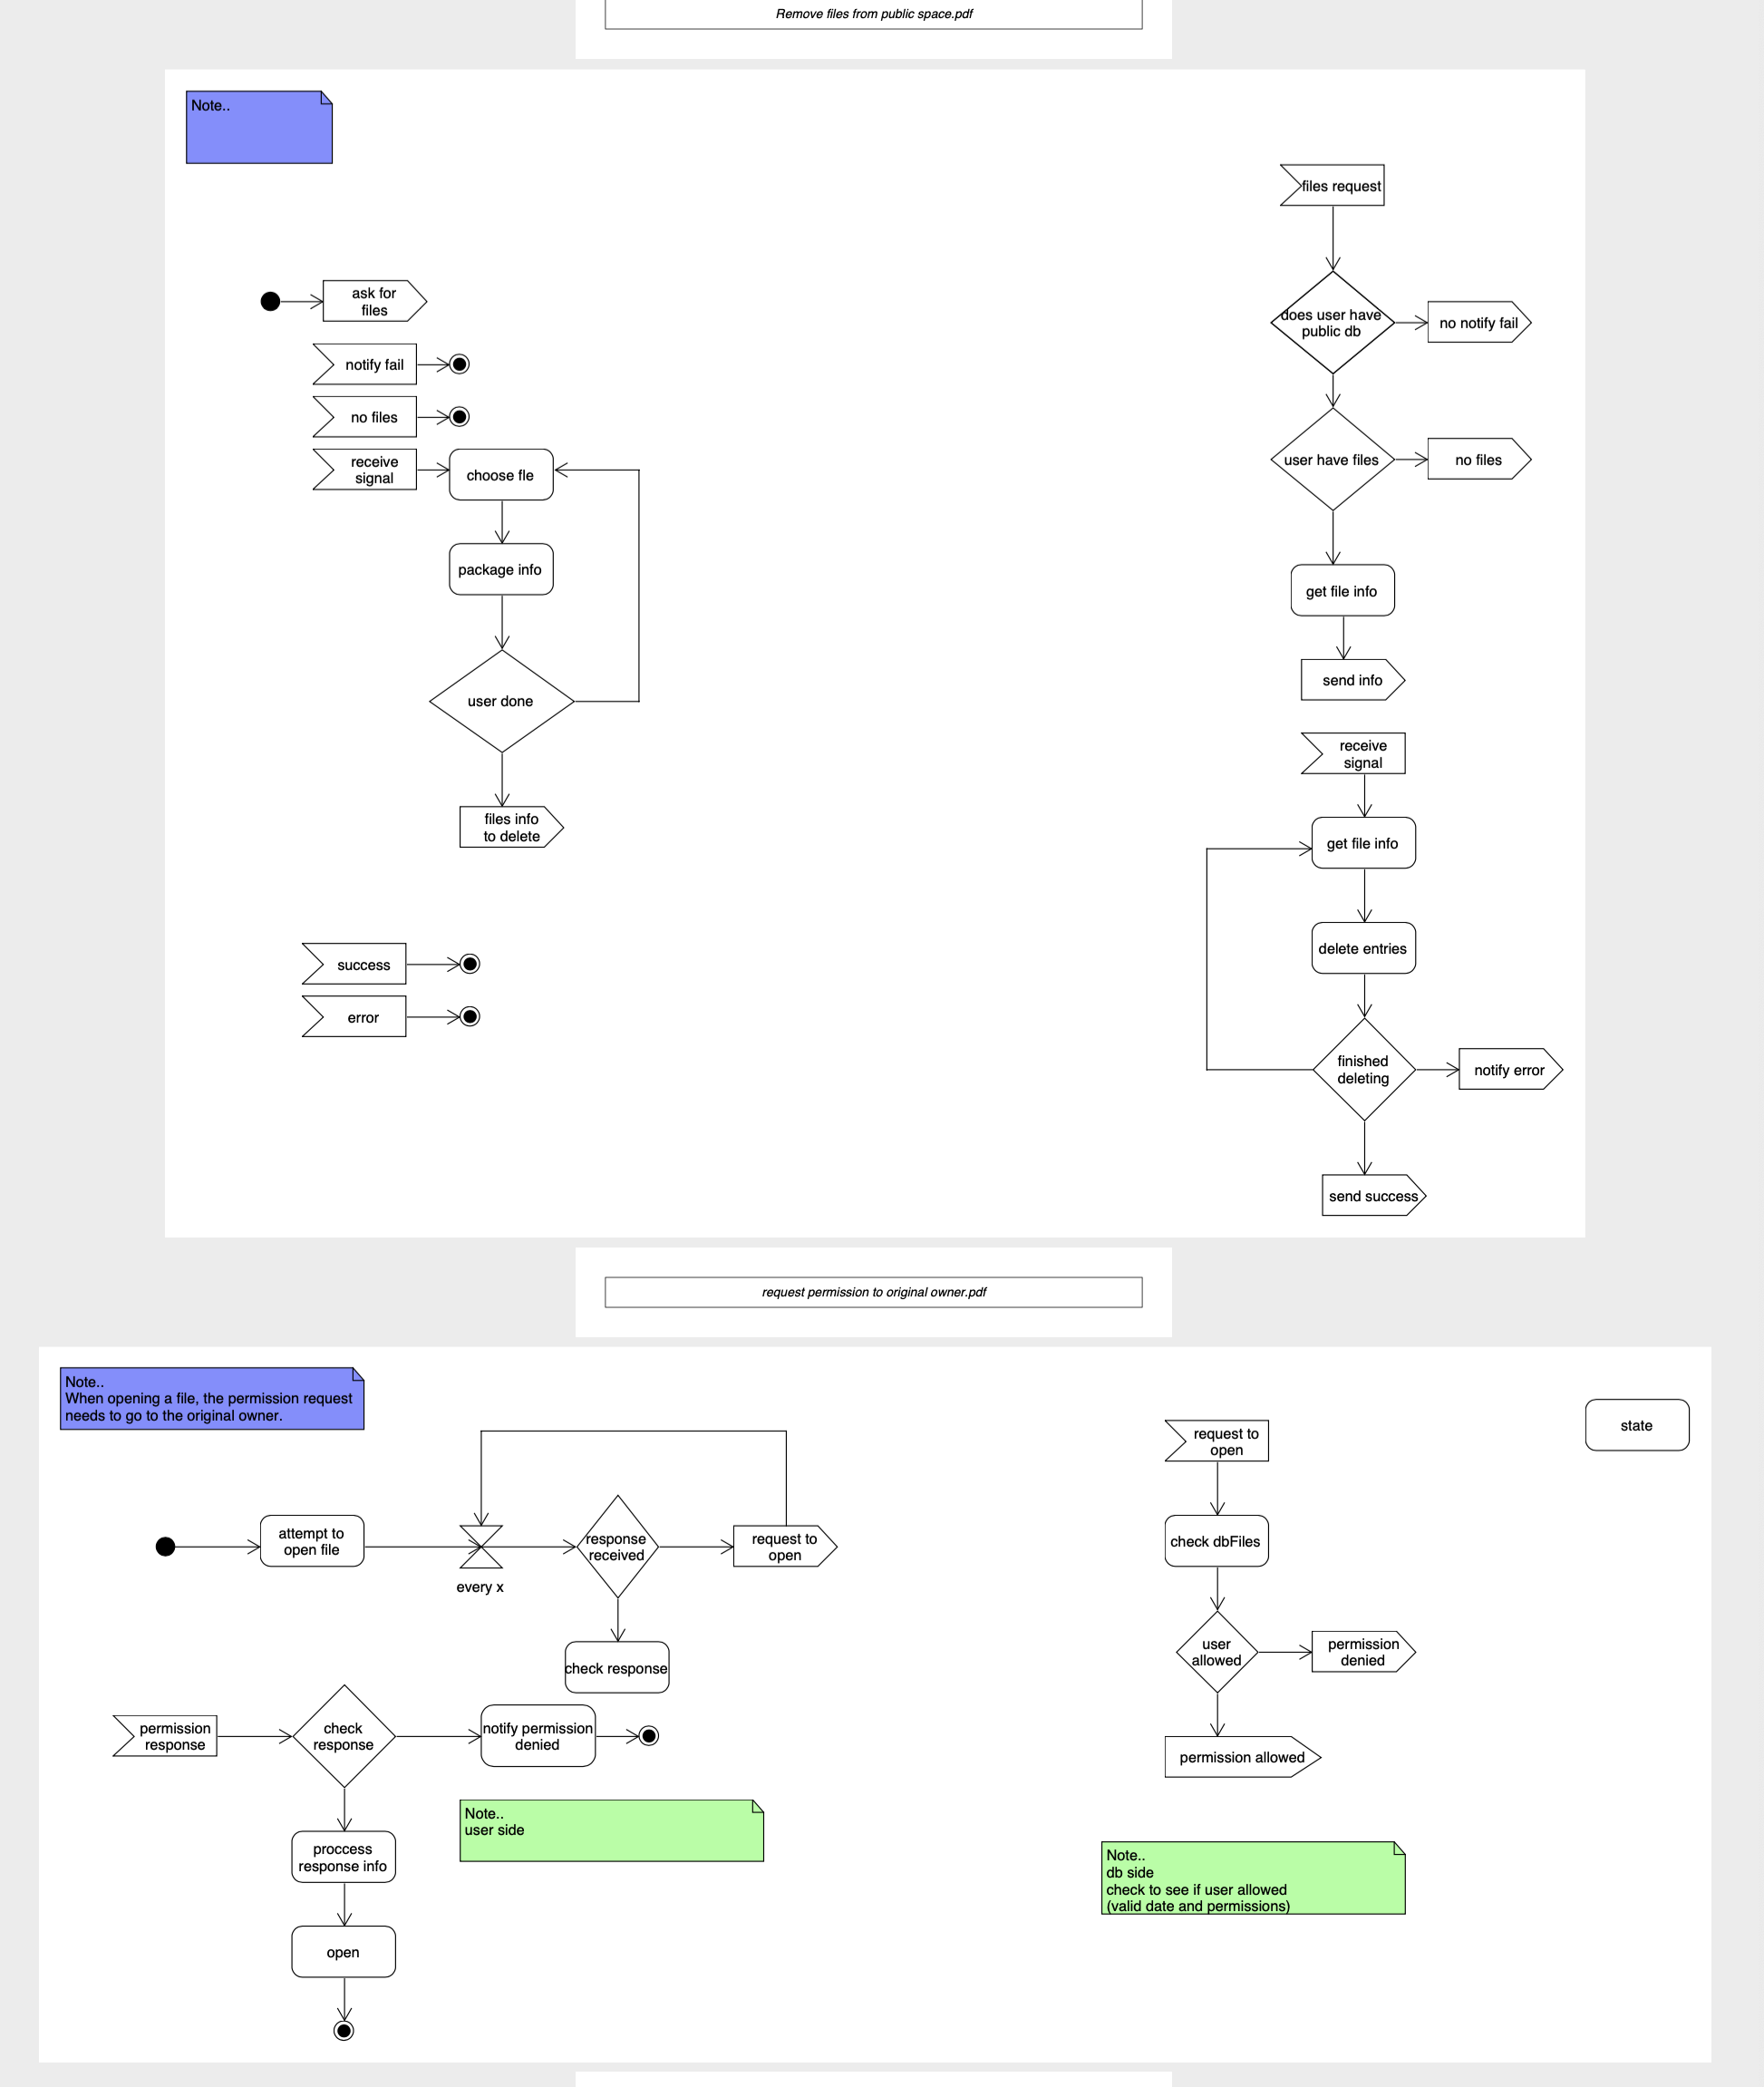 Remove files from public space.pdf
Note..
files request
ask for
files
does user have
public db
no notify fail
notify fail
no files
receive
signal
choose fle
user have files
no files
package info
get file info
send info
user done
receive
signal
files info
to delete
get file info
delete entries
success
error
finished
deleting
notify error
send success
request permission to original owner.pdf
Note..
When opening a file, the permission request
needs to go to the original owner.
request to
open
state
attempt to
open file
every x
response
received
request to
open
check dbFiles
check response
user
allowed
permission
denied
permission
response
check
response
notify permission
denied
permission allowed
Note..
user side
proccess
response info
Note..
db side
check to see if user allowed
(valid date and permissions)
open